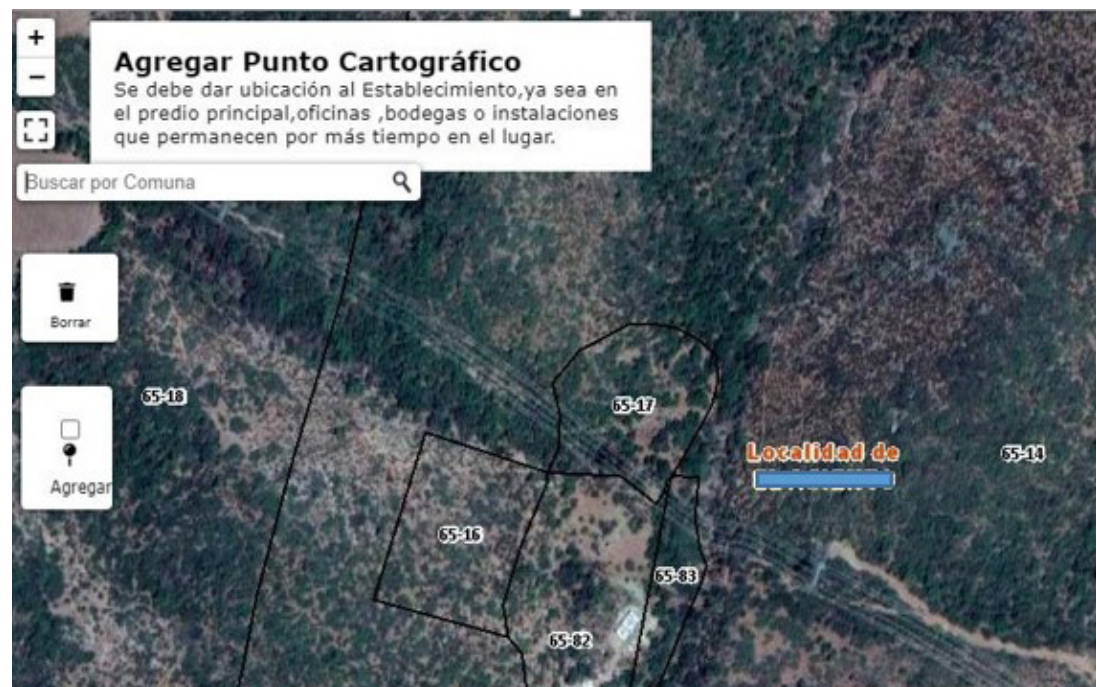 +
Agregar Punto Cartográfico
Se debe dar ubicación al Establecimiento,ya sea en
el predio principal,oficinas ,bodegas o instalaciones
que permanecen por más tiempo en el lugar.
−
Buscar por Comuna
Borrar
65-18
65-17
Localidad de
65-14
Agregar
65-16
65-83
65-82